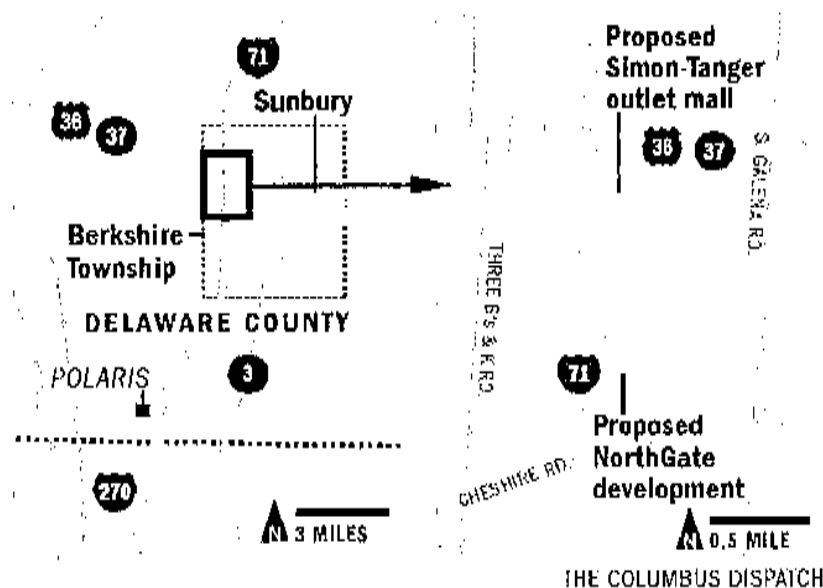 71
Sunbury
36
37
Berkshire
Township
DELAWARE COUNTY
POLARIS
3
270
N 3 MILES
Proposed
Simon-Tanger
outlet mall
36
37
S. GALENA RD.
THREE B's & K RD.
71
Proposed
NorthGate
development
CHESHIRE RD.
N 0.5 MILE
THE COLUMBUS DISPATCH